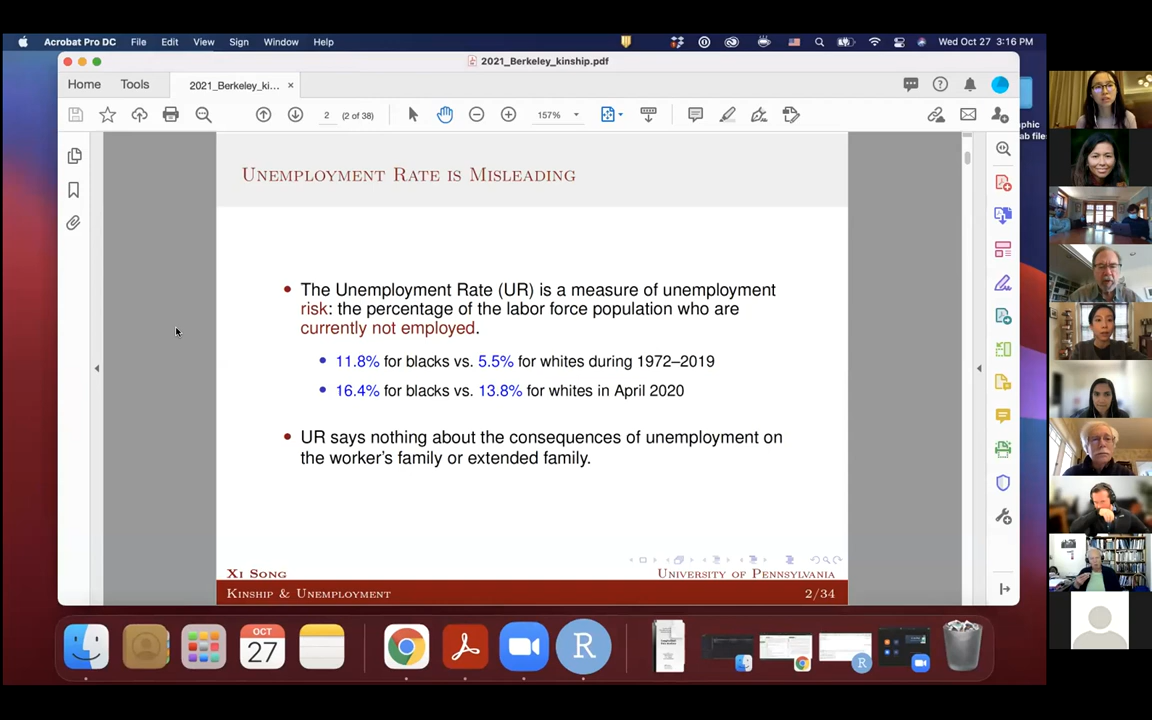 Acrobat Pro DC File Edit View Sign Window Help
Wed Oct 27 3:16 PM
2021_Berkeley_kinship.pdf
Home Tools 2021_Berkeley_ki... ×
2 (2 of 38) 157%
UNEMPLOYMENT RATE IS MISLEADING
The Unemployment Rate (UR) is a measure of unemployment
risk: the percentage of the labor force population who are
currently not employed.
11.8% for blacks vs. 5.5% for whites during 1972–2019
16.4% for blacks vs. 13.8% for whites in April 2020
UR says nothing about the consequences of unemployment on
the worker's family or extended family.
XI SONG
UNIVERSITY OF PENNSYLVANIA
KINSHIP & UNEMPLOYMENT
2/34
OCT
27
R
R